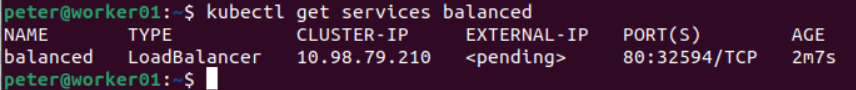 peter@worker01:~$ kubectl get services balanced
NAME TYPE CLUSTER-IP EXTERNAL-IP PORT(S) AGE
balanced LoadBalancer 10.98.79.210 <pending> 80:32594/TCP 2m7s
peter@worker01:~$